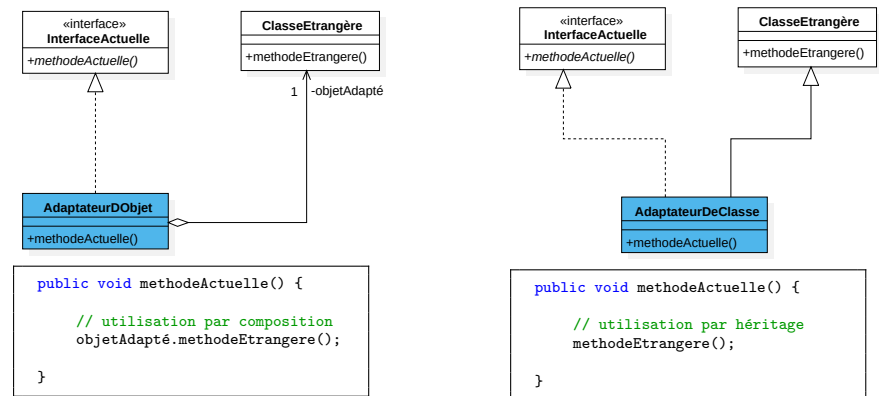 «interface»
InterfaceActuelle
+methodeActuelle()
ClasseEtrangère
+methodeEtrangere()
1
-objetAdapté
AdaptateurDObjet
+methodeActuelle()
public void methodeActuelle() {
// utilisation par composition
objetAdapté.methodeEtrangere();
}
«interface»
InterfaceActuelle
+methodeActuelle()
ClasseEtrangère
+methodeEtrangere()
AdaptateurDeClasse
+methodeActuelle()
public void methodeActuelle() {
// utilisation par héritage
methodeEtrangere();
}